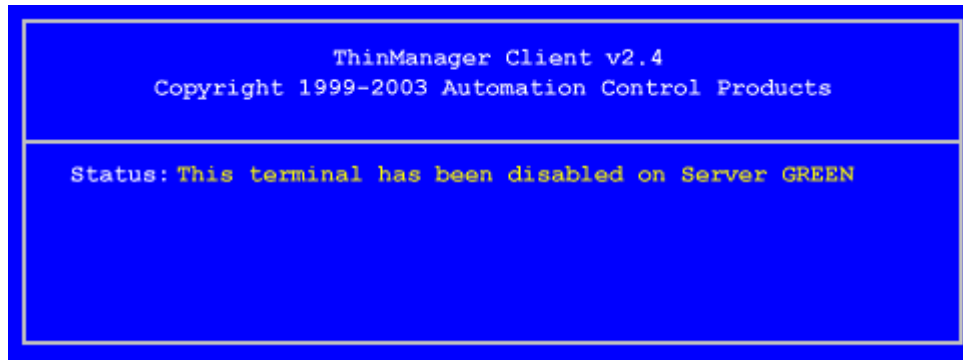 ThinManager Client v2.4
Copyright 1999-2003 Automation Control Products
Status: This terminal has been disabled on Server GREEN